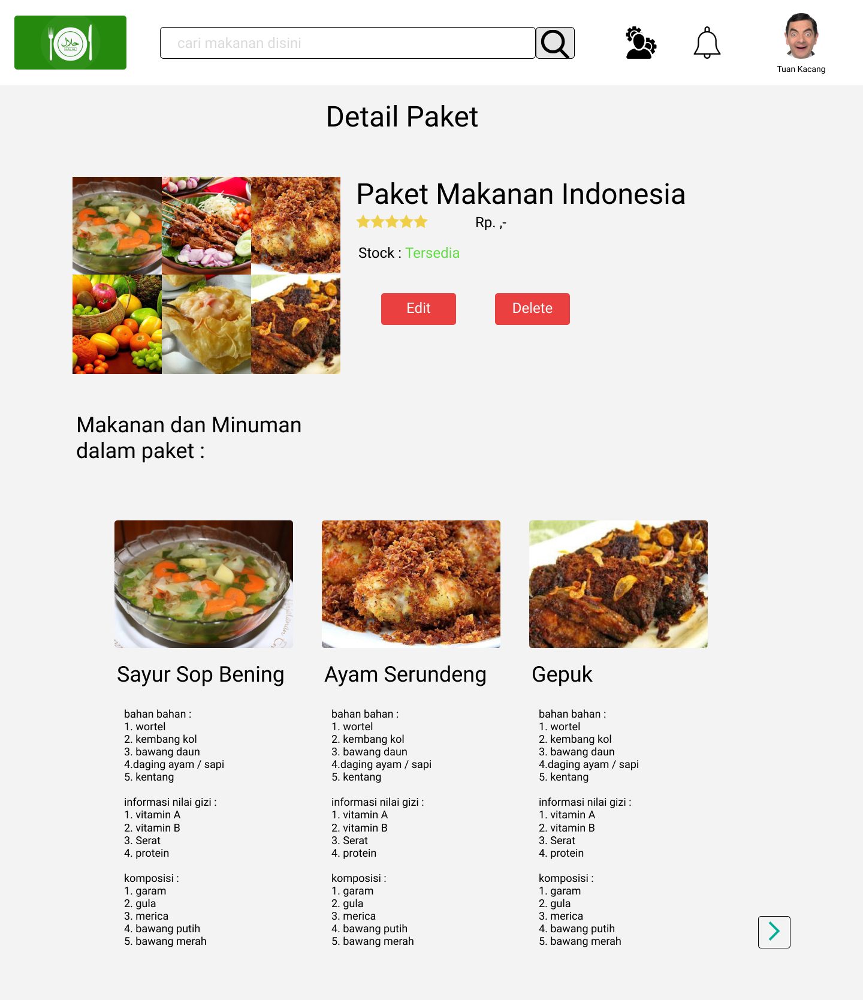 حلال
HALAL
cari makanan disini
Tuan Kacang
Detail Paket
Paket Makanan Indonesia
Rp. ,-
Stock : Tersedia
Edit
Delete
Makanan dan Minuman
dalam paket :
Sayur Sop Bening
bahan bahan :
1. wortel
2. kembang kol
3. bawang daun
4.daging ayam / sapi
5. kentang
informasi nilai gizi :
1. vitamin A
2. vitamin B
3. Serat
4. protein
komposisi :
1. garam
2. gula
3. merica
4. bawang putih
5. bawang merah
Ayam Serundeng
bahan bahan :
1. wortel
2. kembang kol
3. bawang daun
4.daging ayam / sapi
5. kentang
informasi nilai gizi :
1. vitamin A
2. vitamin B
3. Serat
4. protein
komposisi :
1. garam
2. gula
3. merica
4. bawang putih
5. bawang merah
Gepuk
bahan bahan :
1. wortel
2. kembang kol
3. bawang daun
4.daging ayam / sapi
5. kentang
informasi nilai gizi :
1. vitamin A
2. vitamin B
3. Serat
4. protein
komposisi :
1. garam
2. gula
3. merica
4. bawang putih
5. bawang merah